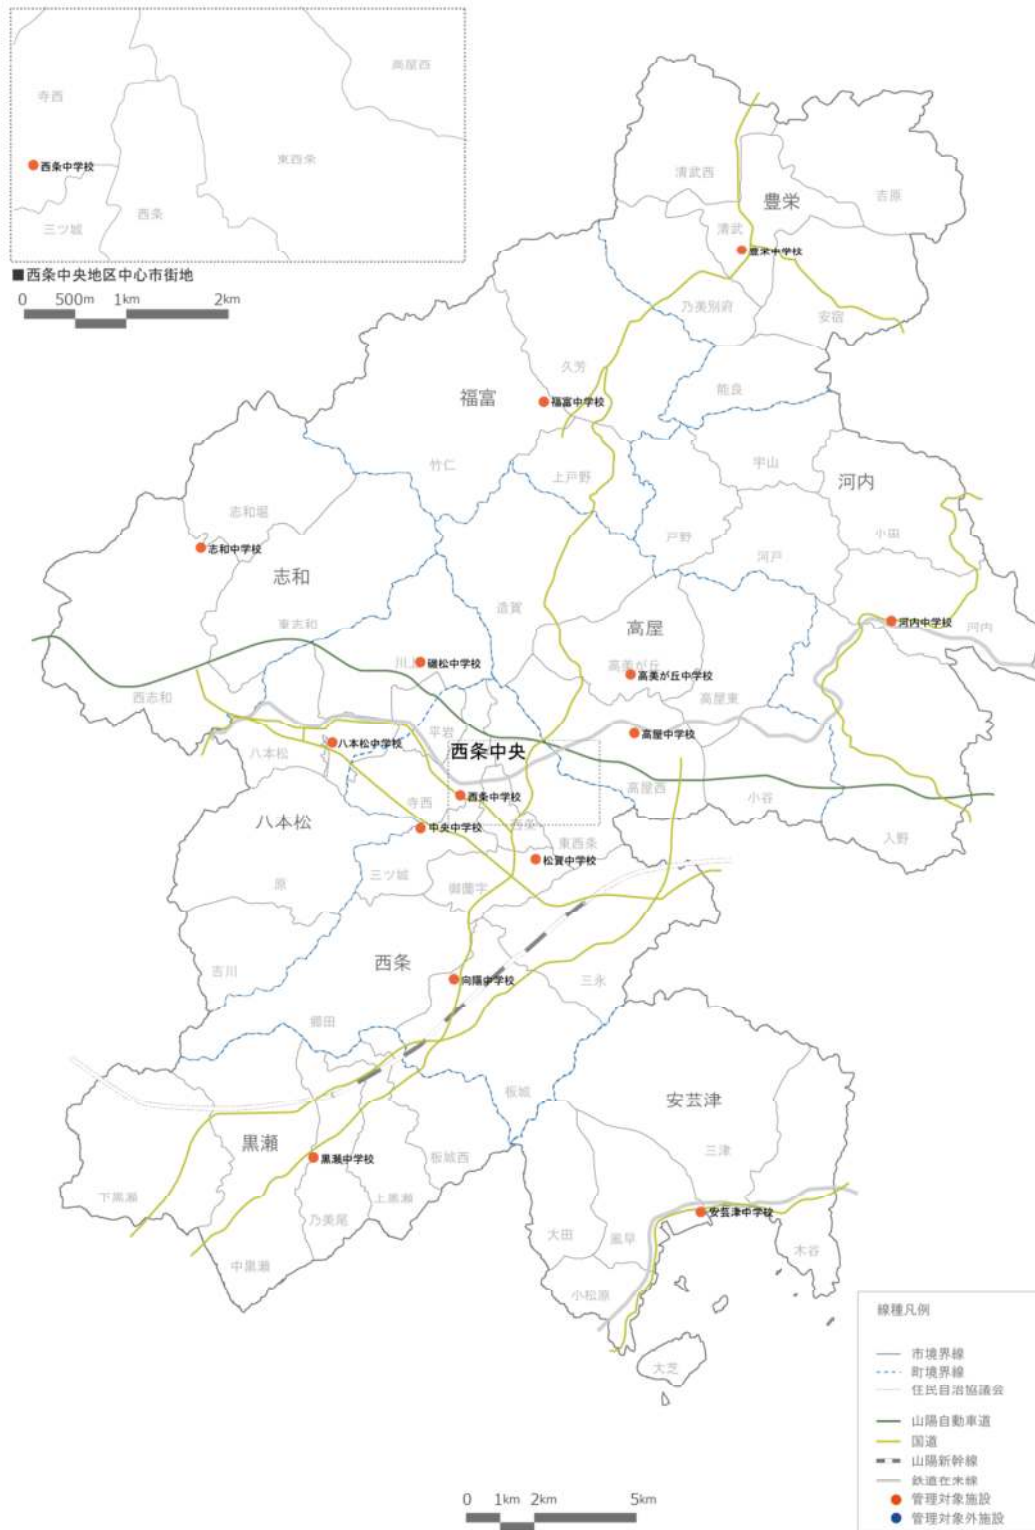 高屋西
寺西
西条中学校
東西条
西条
三ツ城
■西条中央地区中心市街地
0 500m 1km 2km
清武西
豊栄
吉原
清武
豊栄中学校
乃美別府
安宿
久芳
能良
福富
福富中学校
竹仁
上戸野
宇山
河内
志和堀
小田
戸野
志和中学校
河戸
志和
造賀
東志和
高屋
河内中学校
河内
川上
磯松中学校
高美が丘
高美が丘中学校
西志和
高屋東
平岩
高屋中学校
八本松中学校
八本松
西条中央
高屋西
小谷
寺西
西条中学校
八本松
中央中学校
西条
東西条
入野
松賀中学校
三ツ城
原
御薗宇
西条
吉川
向陽中学校
三永
郷田
板城
安芸津
黒瀬
三津
黒瀬中学校
板城西
下黒瀬
上黒瀬
乃美尾
安芸津中学校
大田
風早
木谷
中黒瀬
小松原
大芝
線種凡例
市境界線
町境界線
住民自治協議会
山陽自動車道
国道
山陽新幹線
鉄道在来線
管理対象施設
管理対象外施設
0 1km 2km 5km